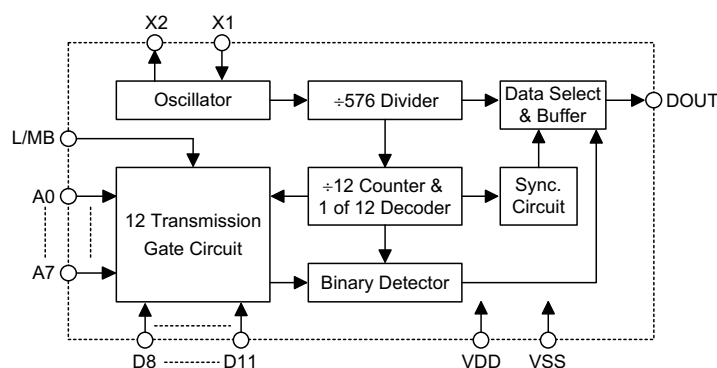 X2 X1
Oscillator
÷576 Divider
Data Select
& Buffer
DOUT
L/MB
A0
12 Transmission
Gate Circuit
÷12 Counter &
1 of 12 Decoder
Sync.
Circuit
A7
Binary Detector
D8 D11 VDD VSS